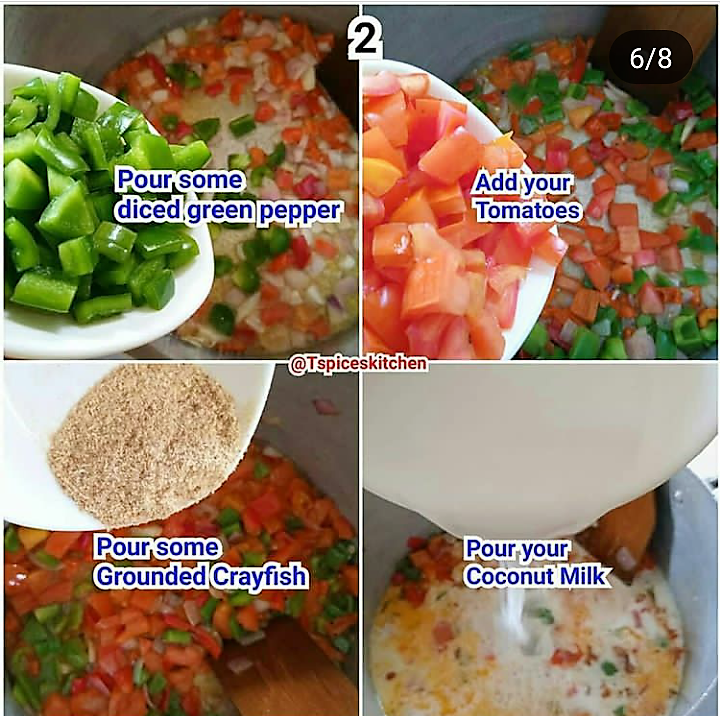 2
6/8
Pour some
diced green pepper
Add your
Tomatoes
@Tspiceskitchen
Pour some
Grounded Crayfish
Pour your
Coconut Milk